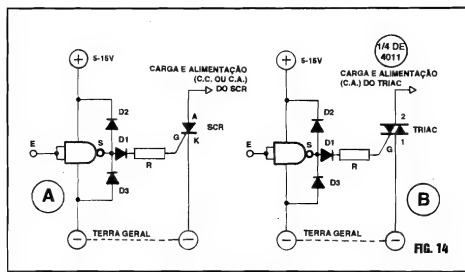 5-15V
CARGA E ALIMENTAÇÃO
(C.C. OU C.A.)
DO SCR
D2
A
SCR
E
S
D1
G
K
R
D3
A
TERRA GERAL
1/4 DE
4011
5-15V
CARGA E ALIMENTAÇÃO
(C.A.) DO TRIAC
D2
2
TRIAC
E
S
D1
G
1
R
D3
B
TERRA GERAL
FIG. 14